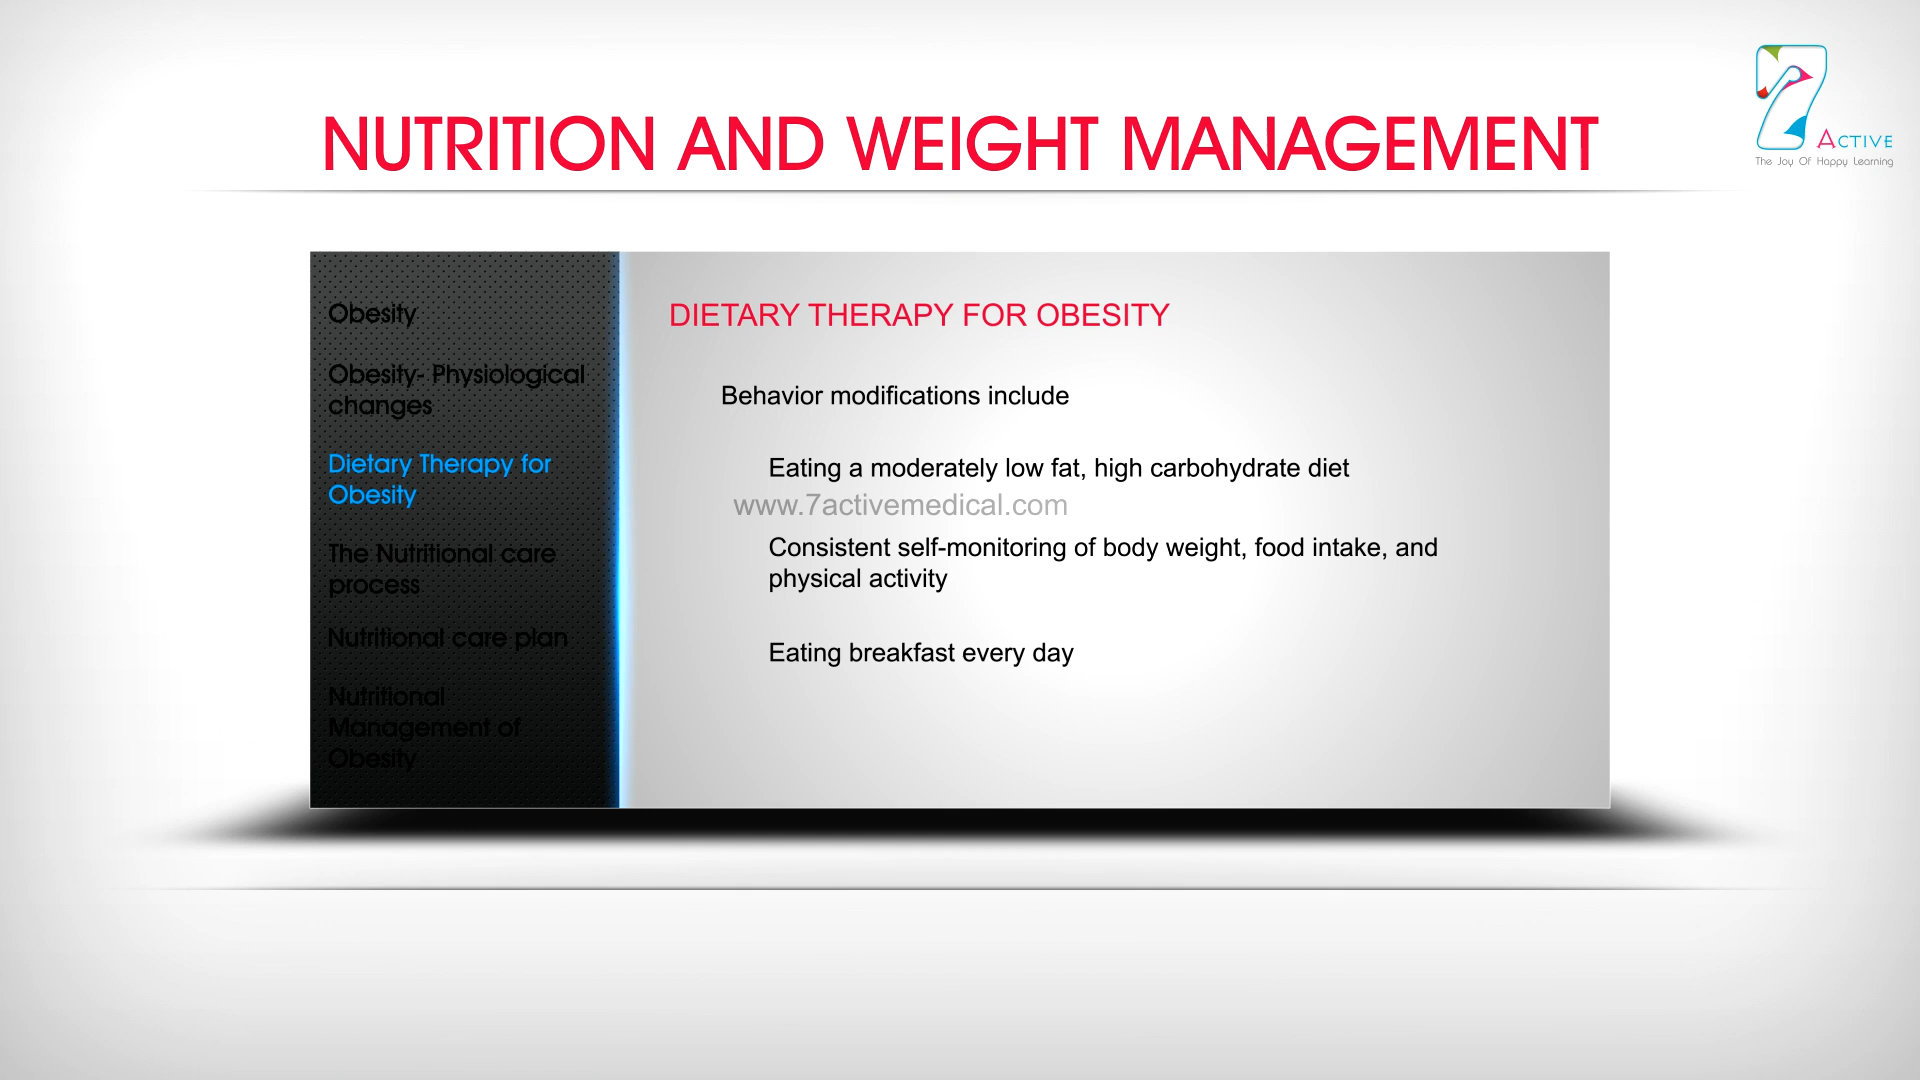 NUTRITION AND WEIGHT MANAGEMENT
7 ACTIVE
The Joy Of Happy Learning
Obesity
Obesity- Physiological
changes
Dietary Therapy for
Obesity
The Nutritional care
process
Nutritional care plan
Nutritional
Management of
Obesity
DIETARY THERAPY FOR OBESITY
Behavior modifications include
Eating a moderately low fat, high carbohydrate diet
www.7activemedical.com
Consistent self-monitoring of body weight, food intake, and
physical activity
Eating breakfast every day